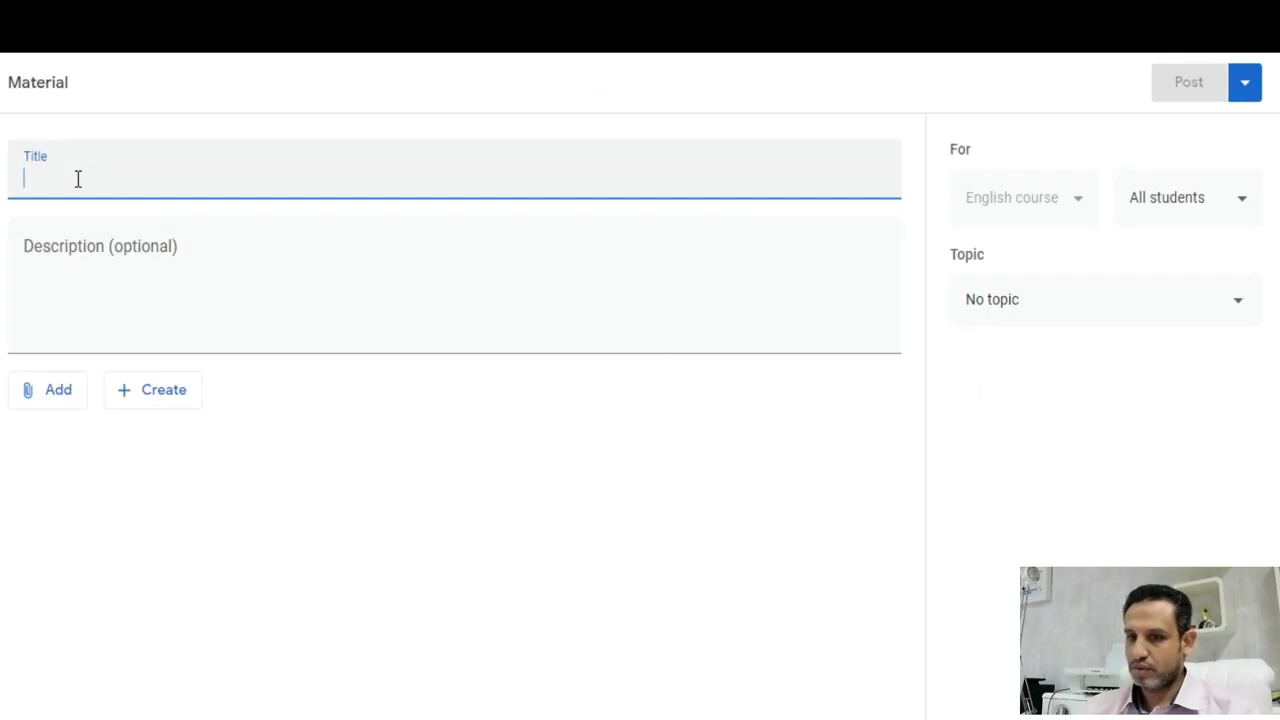 Material
Post
Title
Description (optional)
Add
Create
For
English course
All students
Topic
No topic